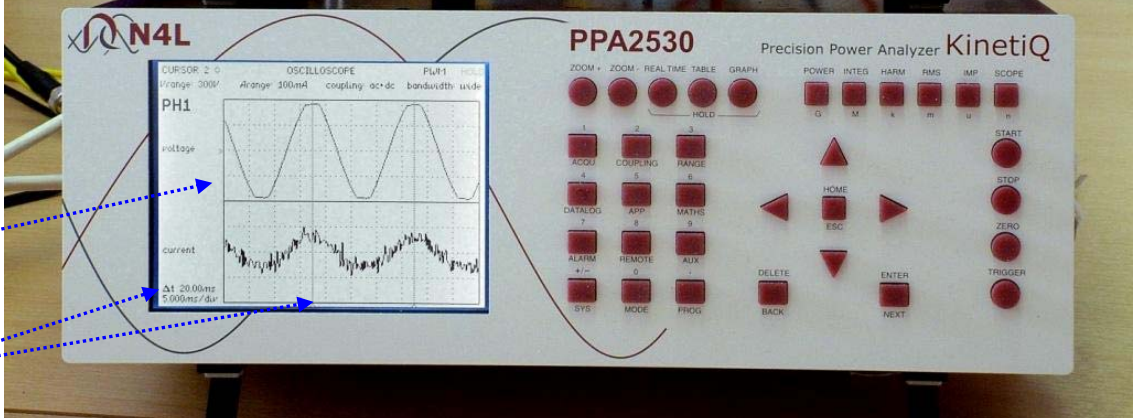 N4L
PPA2530
Precision Power Analyzer KinetiQ
CURSOR 2 OSCILLOSCOPE PWM1 HOLD
Vrange 300V Arange 100mA coupling ac+dc bandwidth wide
PH1
voltage
current
Δt 20.00ms
5.000ms/div
ZOOM + ZOOM - REAL TIME TABLE GRAPH
HOLD
POWER INTEG HARM RMS IMP SCOPE
G M k m u n
1 2 3
ACQU COUPLING RANGE
4 5 6
DATALOG APP MATHS
7 8 9
ALARM REMOTE AUX
+/− 0 .
SYS MODE PROG
HOME
ESC
DELETE
BACK
ENTER
NEXT
START
STOP
ZERO
TRIGGER